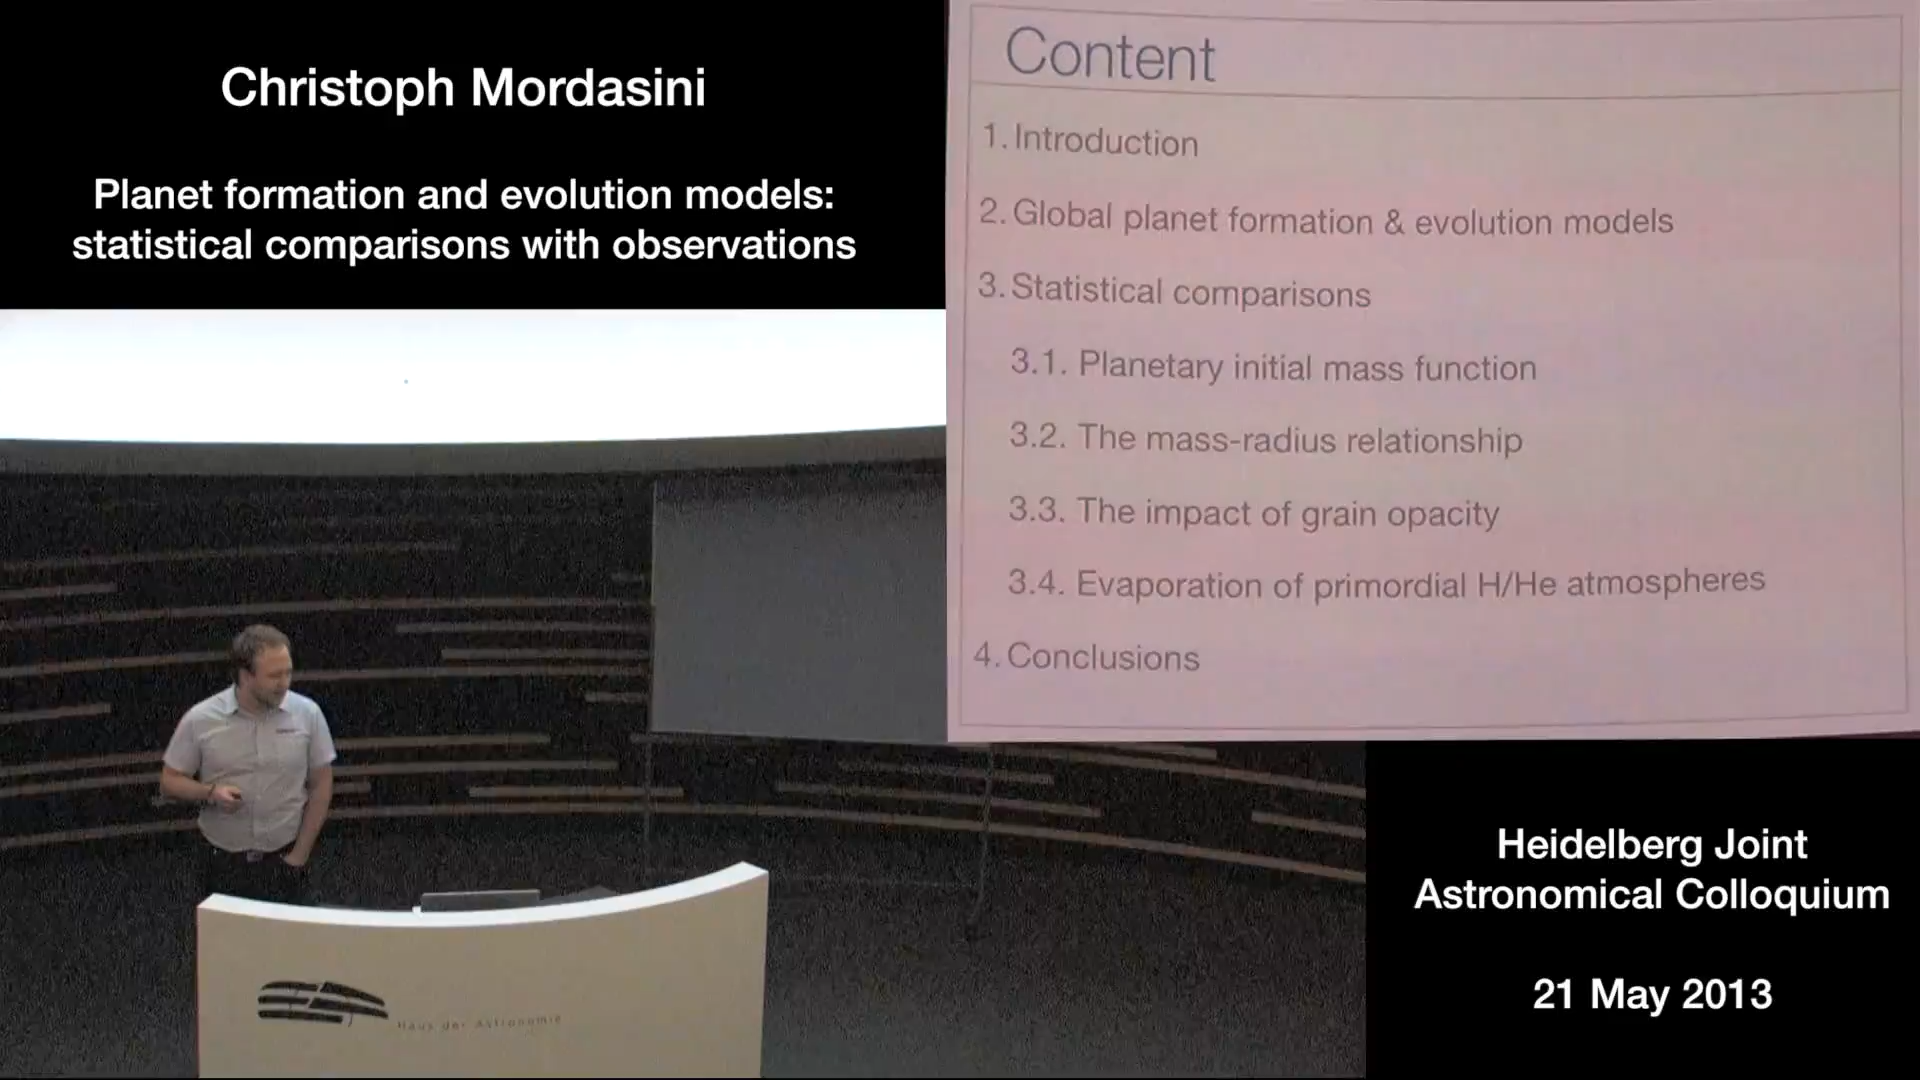 Christoph Mordasini
Planet formation and evolution models:
statistical comparisons with observations
Content
1. Introduction
2. Global planet formation & evolution models
3. Statistical comparisons
3.1. Planetary initial mass function
3.2. The mass-radius relationship
3.3. The impact of grain opacity
3.4. Evaporation of primordial H/He atmospheres
4. Conclusions
Haus der Astronomie
Heidelberg Joint
Astronomical Colloquium
21 May 2013